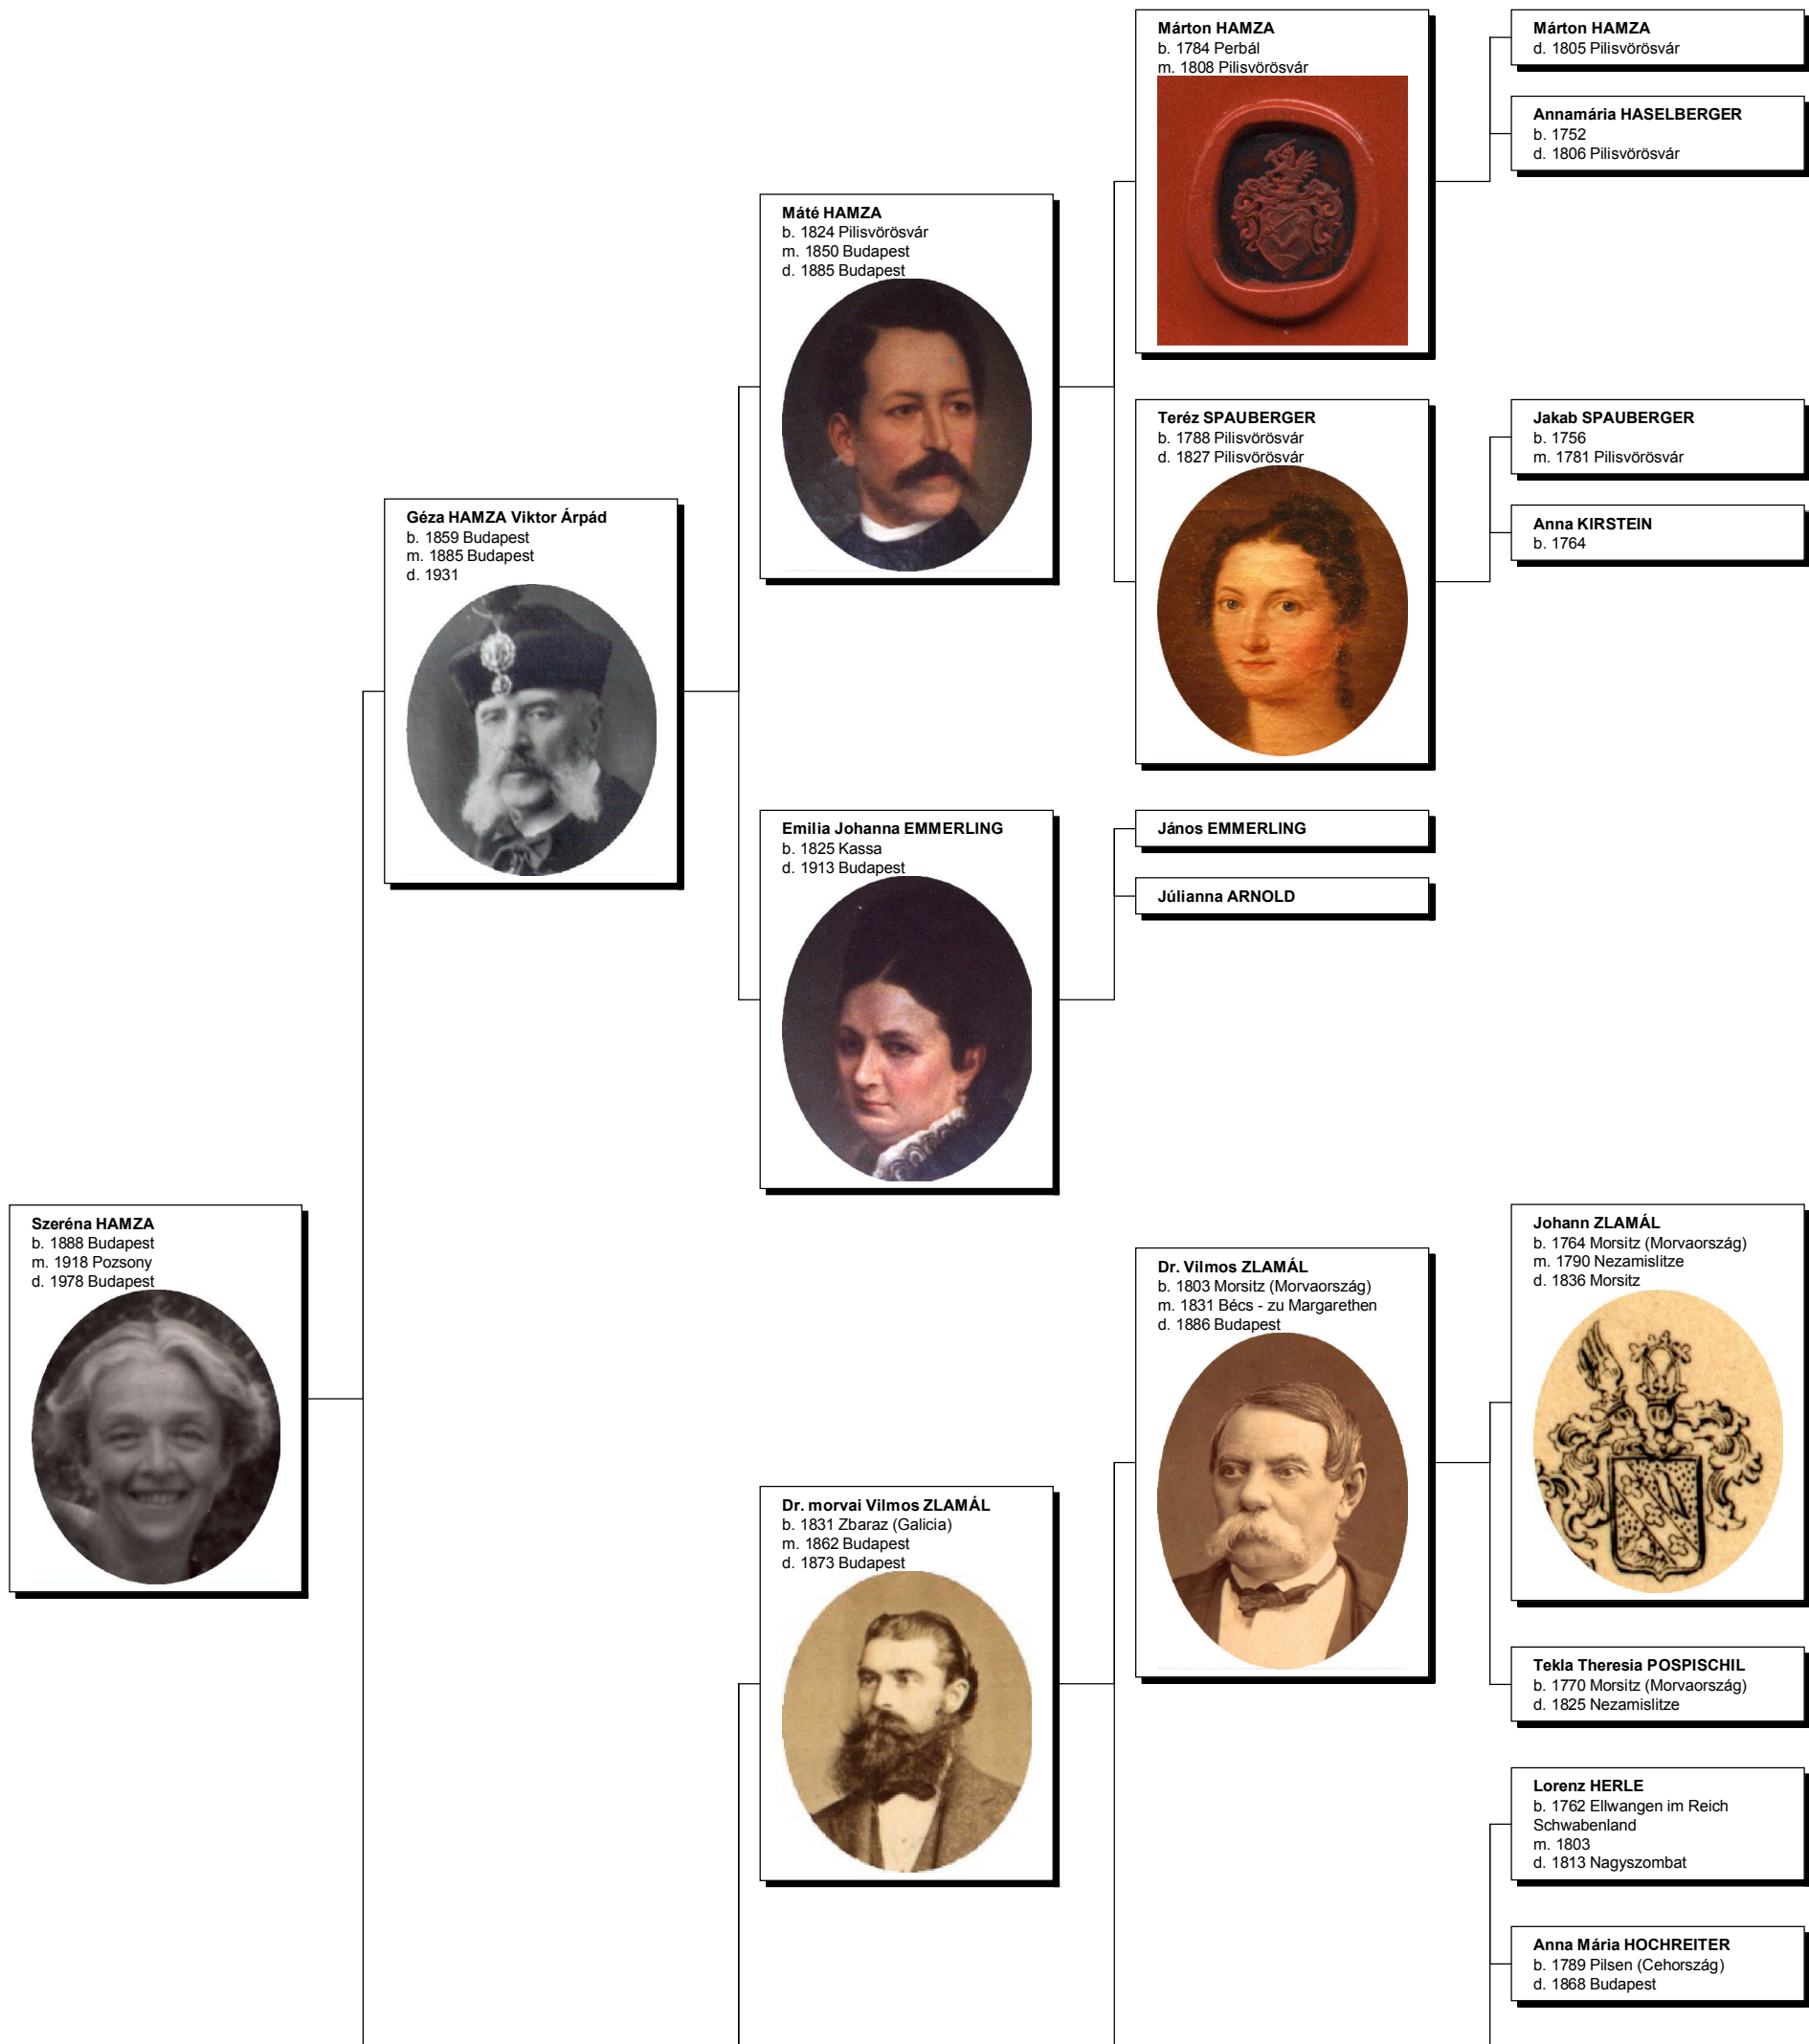 Márton HAMZA
b. 1784 Perbál
m. 1808 Pilisvörösvár
Márton HAMZA
d. 1805 Pilisvörösvár
Annamária HASELBERGER
b. 1752
d. 1806 Pilisvörösvár
Máté HAMZA
b. 1824 Pilisvörösvár
m. 1850 Budapest
d. 1885 Budapest
Teréz SPAUBERGER
b. 1788 Pilisvörösvár
d. 1827 Pilisvörösvár
Jakab SPAUBERGER
b. 1756
m. 1781 Pilisvörösvár
Anna KIRSTEIN
b. 1764
Géza HAMZA Viktor Árpád
b. 1859 Budapest
m. 1885 Budapest
d. 1931
Emilia Johanna EMMERLING
b. 1825 Kassa
d. 1913 Budapest
János EMMERLING
Júlianna ARNOLD
Szeréna HAMZA
b. 1888 Budapest
m. 1918 Pozsony
d. 1978 Budapest
Dr. Vilmos ZLAMÁL
b. 1803 Morsitz (Morvaország)
m. 1831 Bécs - zu Margarethen
d. 1886 Budapest
Johann ZLAMÁL
b. 1764 Morsitz (Morvaország)
m. 1790 Nezamislitze
d. 1836 Morsitz
Dr. morvai Vilmos ZLAMÁL
b. 1831 Zbaraz (Galicia)
m. 1862 Budapest
d. 1873 Budapest
Tekla Theresia POSPISCHIL
b. 1770 Morsitz (Morvaország)
d. 1825 Nezamislitze
Lorenz HERLE
b. 1762 Ellwangen im Reich
Schwabenland
m. 1803
d. 1813 Nagyszombat
Anna Mária HOCHREITER
b. 1789 Pilsen (Cehország)
d. 1868 Budapest